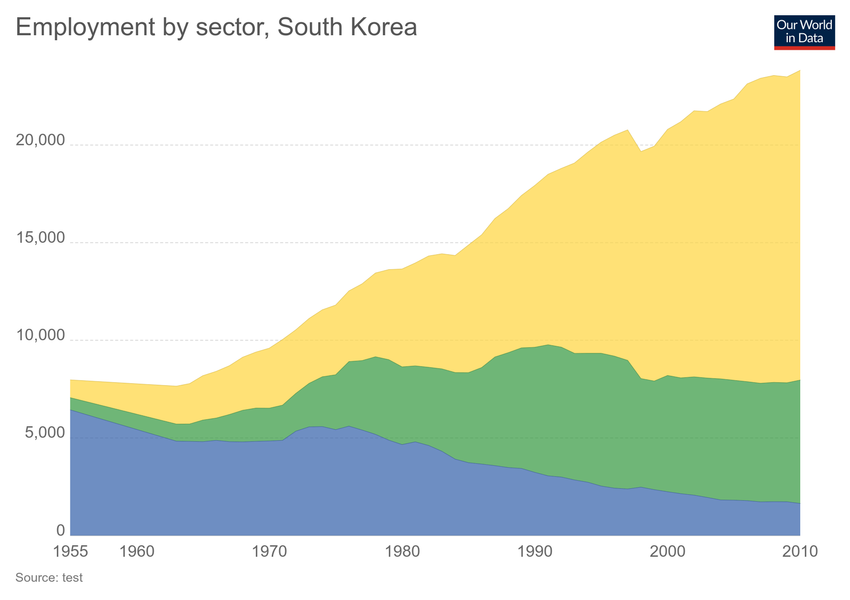 Employment by sector, South Korea
Our World
in Data
20,000
15,000
10,000
5,000
0
1955 1960 1970 1980 1990 2000 2010
Source: test